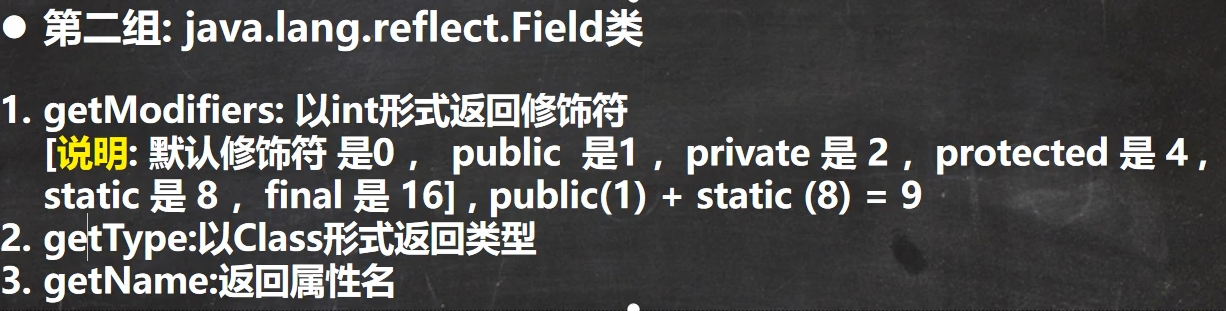 ● 第二组: java.lang.reflect.Field类
1. getModifiers: 以int形式返回修饰符
[说明: 默认修饰符 是0 ， public 是1 ，private 是 2 ，protected 是 4 ,
static 是 8 ，final 是 16] , public(1) + static (8) = 9
2. getType:以Class形式返回类型
3. getName:返回属性名